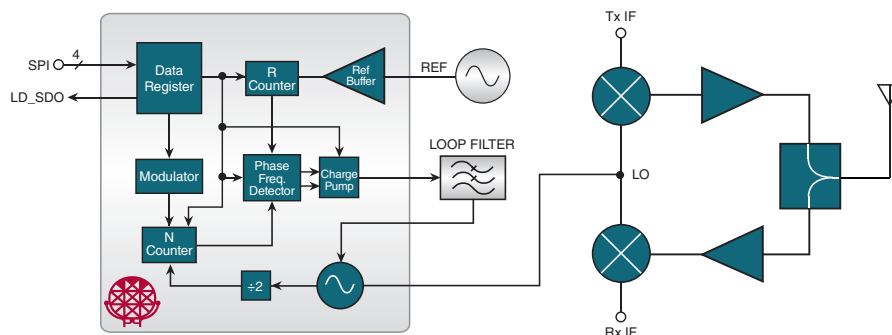 Tx IF
SPI
4
Data
Register
R
Counter
Ref
Buffer
REF
LD_SDO
LOOP FILTER
Modulator
Phase
Freq.
Detector
Charge
Pump
LO
N
Counter
÷2
Rx IF